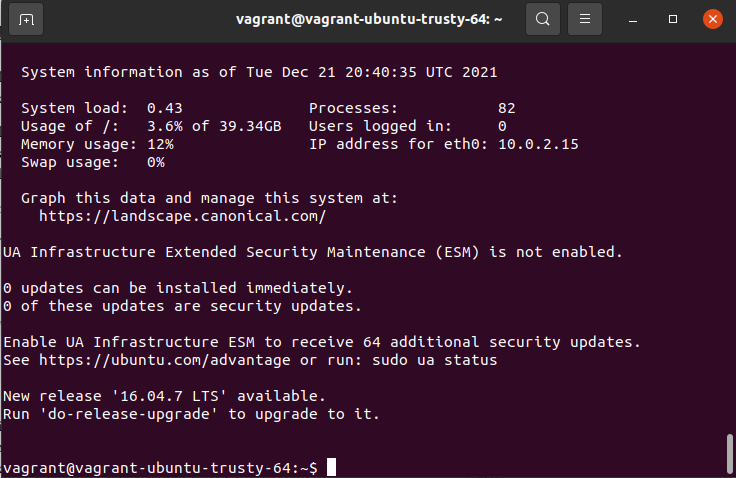 vagrant@vagrant-ubuntu-trusty-64: ~
System information as of Tue Dec 21 20:40:35 UTC 2021
System load:  0.43              Processes:           82
Usage of /:   3.6% of 39.34GB   Users logged in:     0
Memory usage: 12%               IP address for eth0: 10.0.2.15
Swap usage:   0%
Graph this data and manage this system at:
https://landscape.canonical.com/
UA Infrastructure Extended Security Maintenance (ESM) is not enabled.
0 updates can be installed immediately.
0 of these updates are security updates.
Enable UA Infrastructure ESM to receive 64 additional security updates.
See https://ubuntu.com/advantage or run: sudo ua status
New release '16.04.7 LTS' available.
Run 'do-release-upgrade' to upgrade to it.
vagrant@vagrant-ubuntu-trusty-64:~$